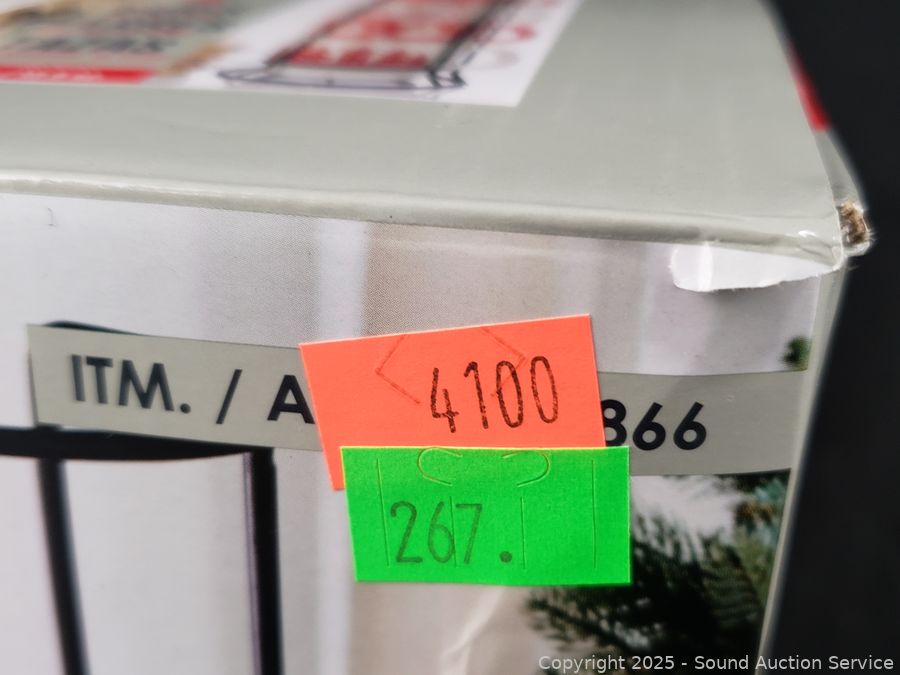 4100
ITM. / A
866
267.
Copyright 2025 - Sound Auction Service